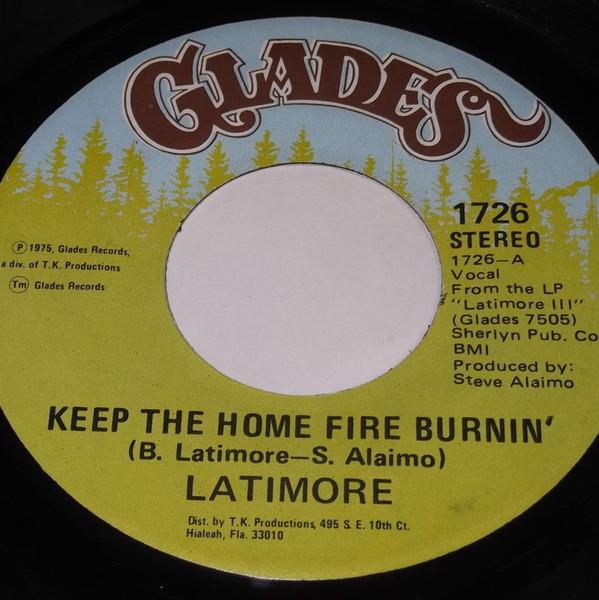 GLADES
1726
STEREO
1726-A
Vocal
From the LP
"Latimore III"
(Glades 7505)
Sherlyn Pub. Co
BMI
Produced by:
Steve Alaimo
Ⓟ 1975, Glades Records,
a div. of T.K. Productions
Tm Glades Records
KEEP THE HOME FIRE BURNIN'
(B. Latimore—S. Alaimo)
LATIMORE
Dist. by T.K. Productions, 495 S. E. 10th Ct.
Hialeah, Fla. 33010